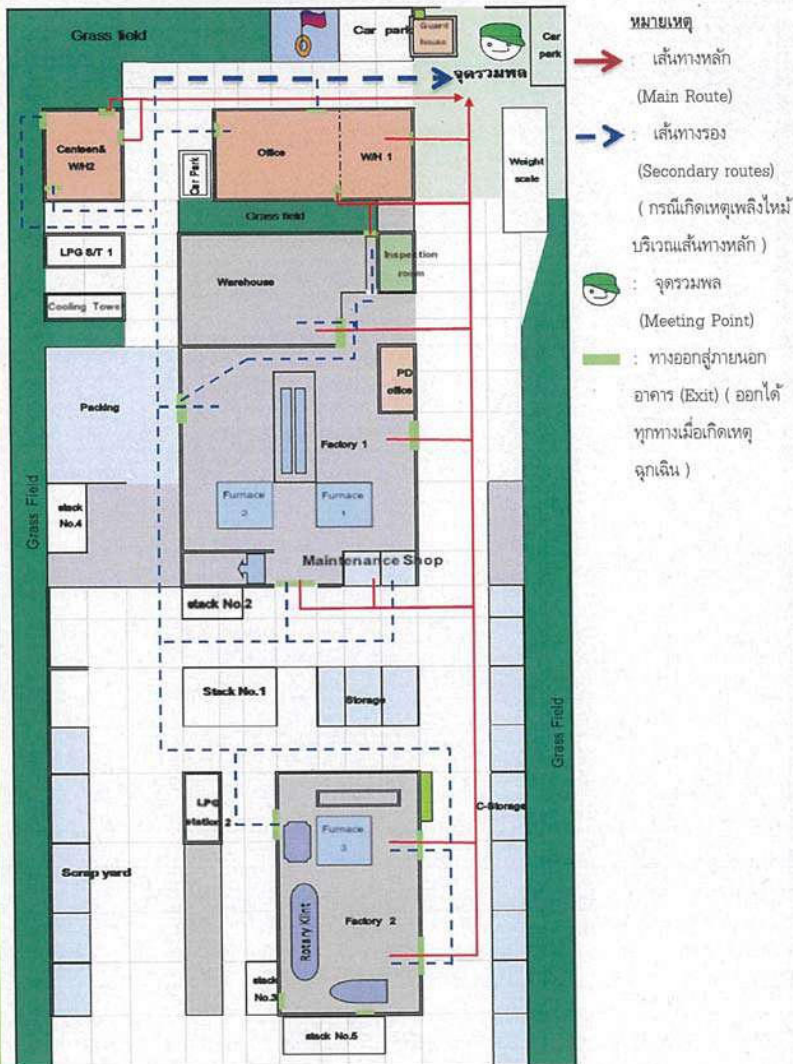 Grass field
Car park
Guard
house
Car
park
จุดรวมพล
Canteen&
W/H2
Car Park
Office
W/H 1
Weight
scale
Grass field
LPG S/T 1
Warehouse
Inspection
room
Cooling Tower
Packing
PD
office
Factory 1
Furnace
2
Furnace
1
stack
No.4
Grass Field
Maintenance Shop
stack No.2
Stack No.1
Storage
Grass Field
LPG
station 2
C-Storage
Furnace
3
Scrap yard
Rotary Klint
Factory 2
stack
No.3
stack No.5
หมายเหตุ
: เส้นทางหลัก
(Main Route)
: เส้นทางรอง
(Secondary routes)
( กรณีเกิดเหตุเพลิงไหม้
บริเวณเส้นทางหลัก )
: จุดรวมพล
(Meeting Point)
: ทางออกสู่ภายนอก
อาคาร (Exit) ( ออกได้
ทุกทางเมื่อเกิดเหตุ
ฉุกเฉิน )